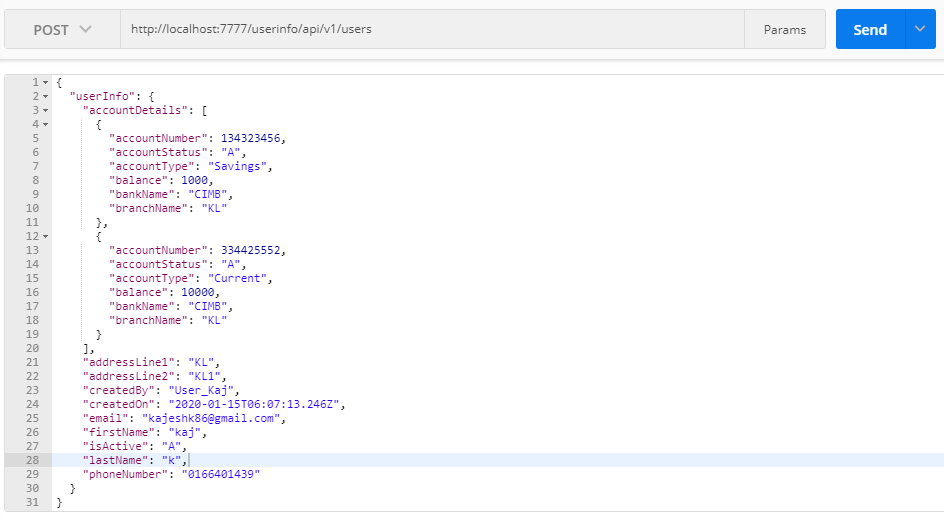 POST http://localhost:7777/userinfo/api/v1/users Params Send
1 {
2 "userInfo": {
3 "accountDetails": [
4 {
5 "accountNumber": 134323456,
6 "accountStatus": "A",
7 "accountType": "Savings",
8 "balance": 1000,
9 "bankName": "CIMB",
10 "branchName": "KL"
11 },
12 {
13 "accountNumber": 334425552,
14 "accountStatus": "A",
15 "accountType": "Current",
16 "balance": 10000,
17 "bankName": "CIMB",
18 "branchName": "KL"
19 }
20 ],
21 "addressLine1": "KL",
22 "addressLine2": "KL1",
23 "createdBy": "User_Kaj",
24 "createdOn": "2020-01-15T06:07:13.246Z",
25 "email": "kajeshk86@gmail.com",
26 "firstName": "kaj",
27 "isActive": "A",
28 "lastName": "k",
29 "phoneNumber": "0166401439"
30 }
31 }